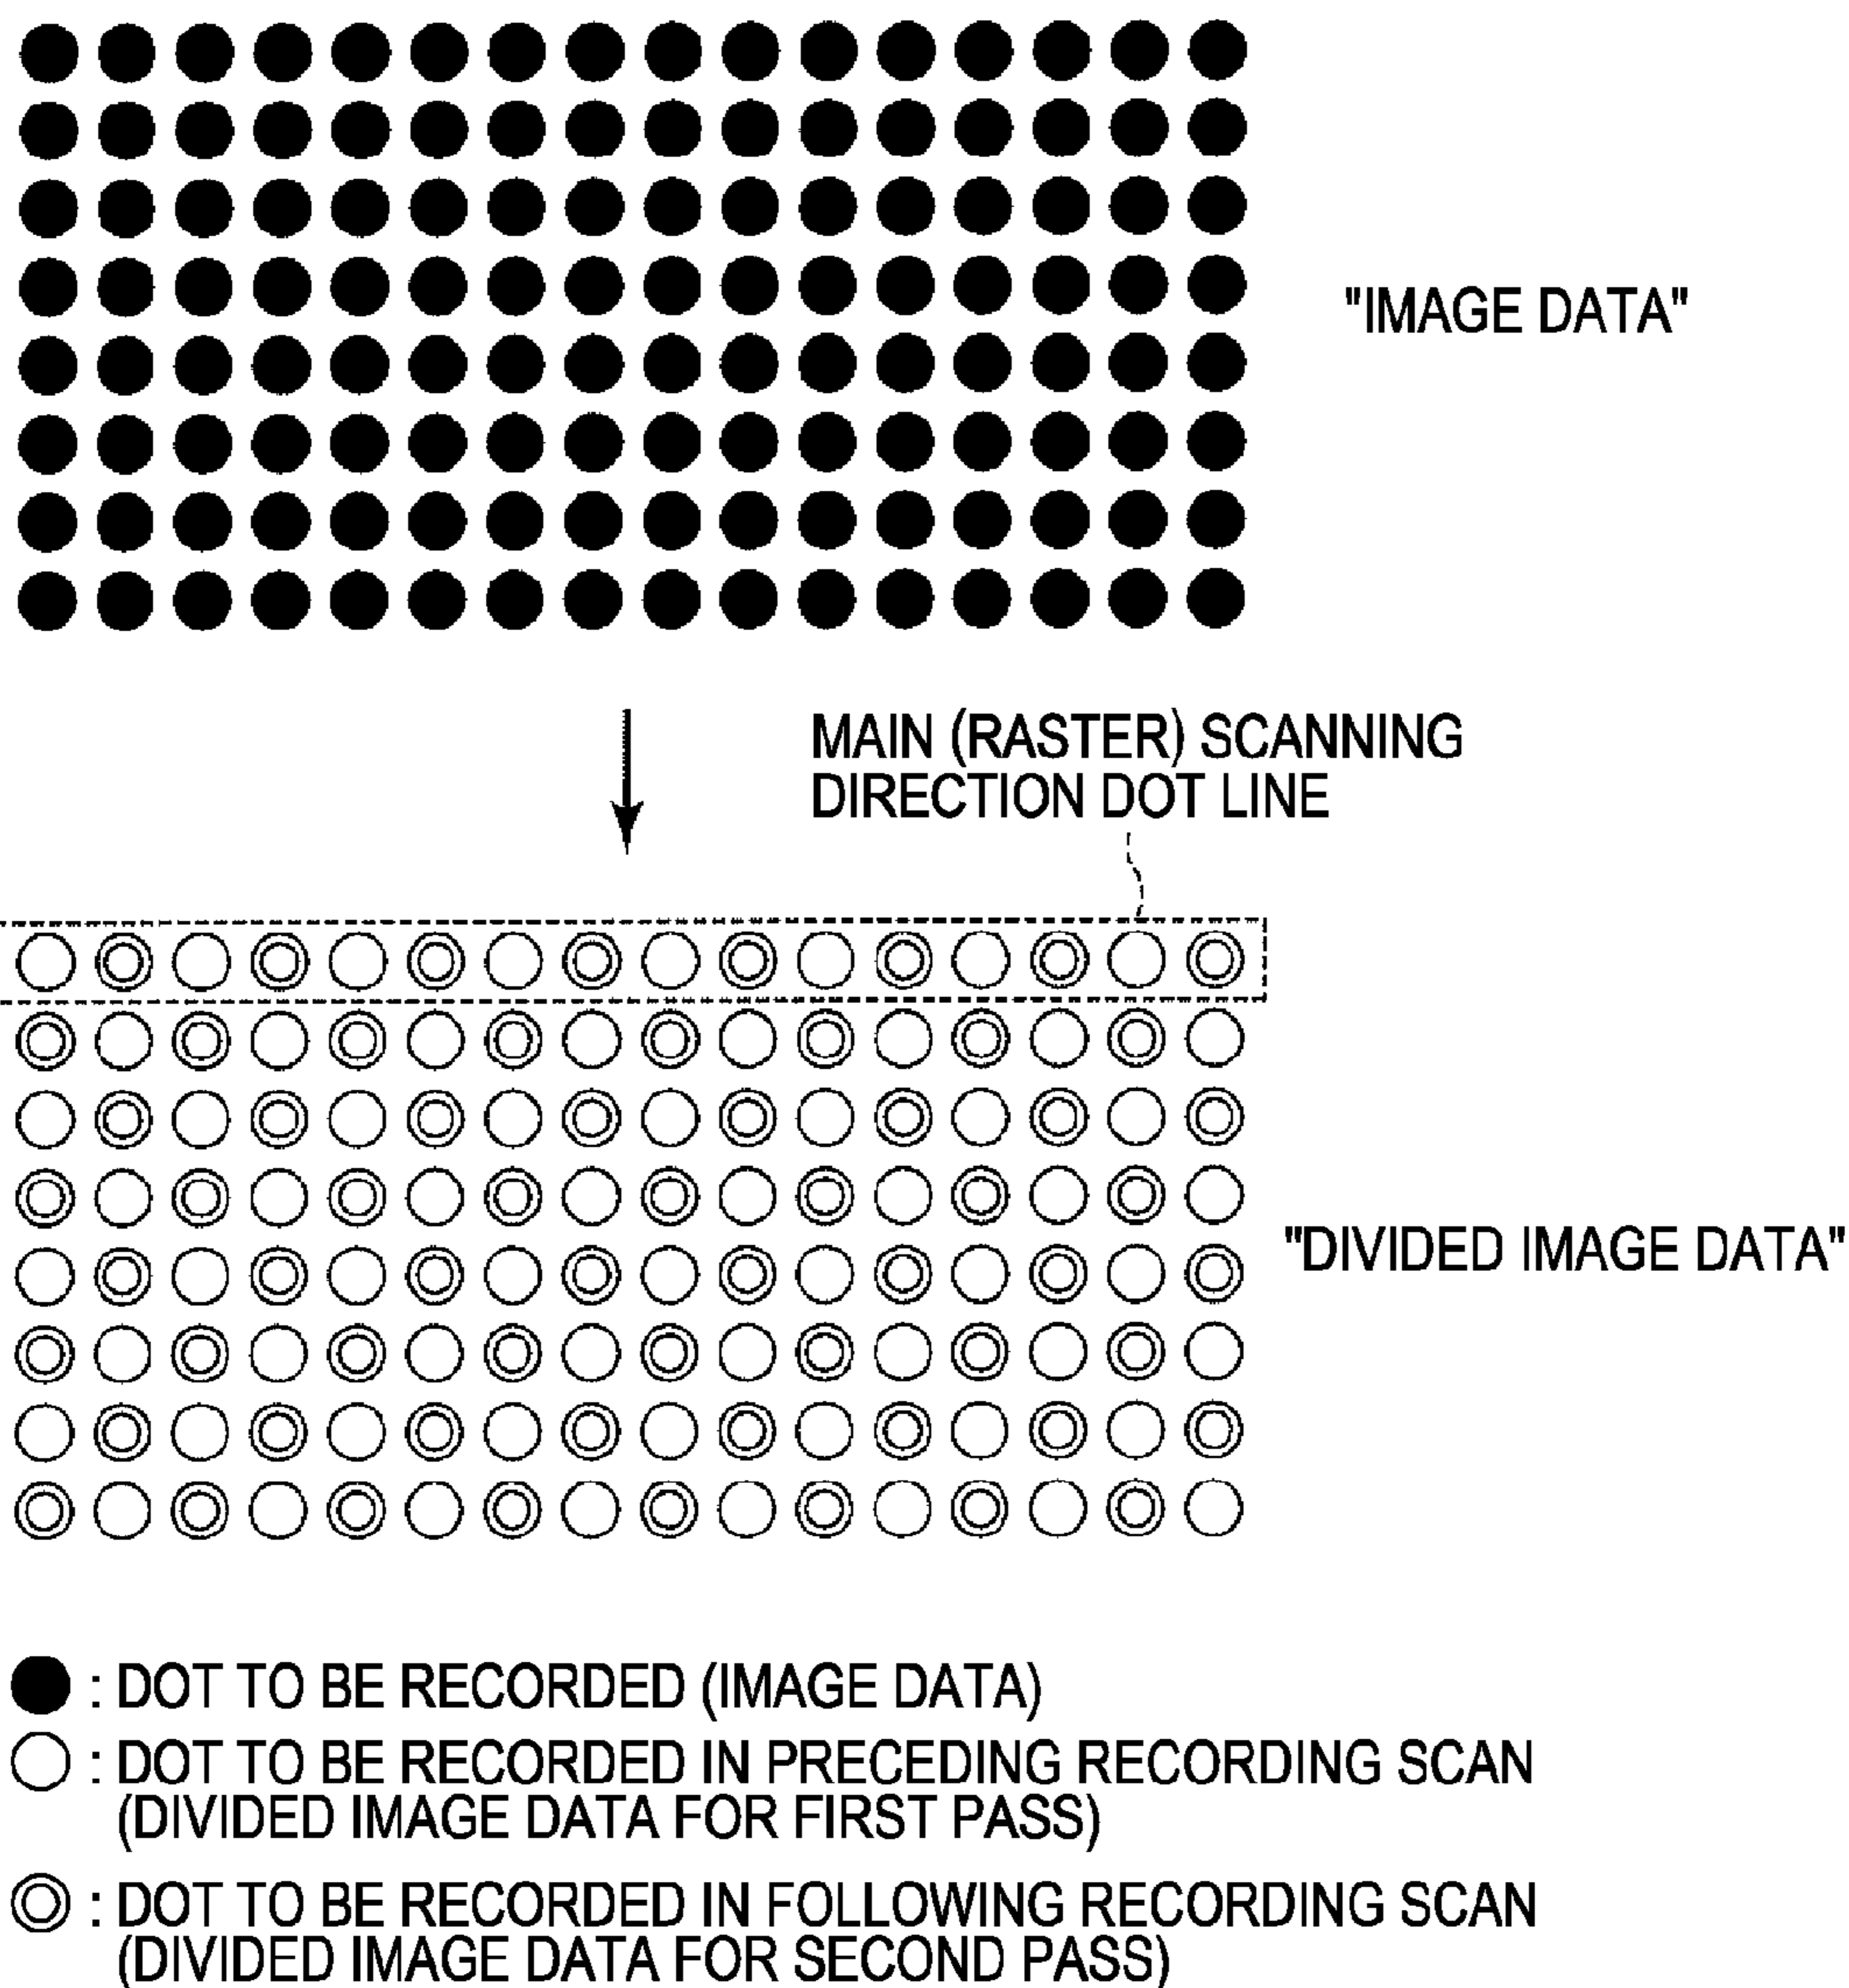 "IMAGE DATA"
MAIN (RASTER) SCANNING
DIRECTION DOT LINE
"DIVIDED IMAGE DATA"
: DOT TO BE RECORDED (IMAGE DATA)
: DOT TO BE RECORDED IN PRECEDING RECORDING SCAN
(DIVIDED IMAGE DATA FOR FIRST PASS)
: DOT TO BE RECORDED IN FOLLOWING RECORDING SCAN
(DIVIDED IMAGE DATA FOR SECOND PASS)